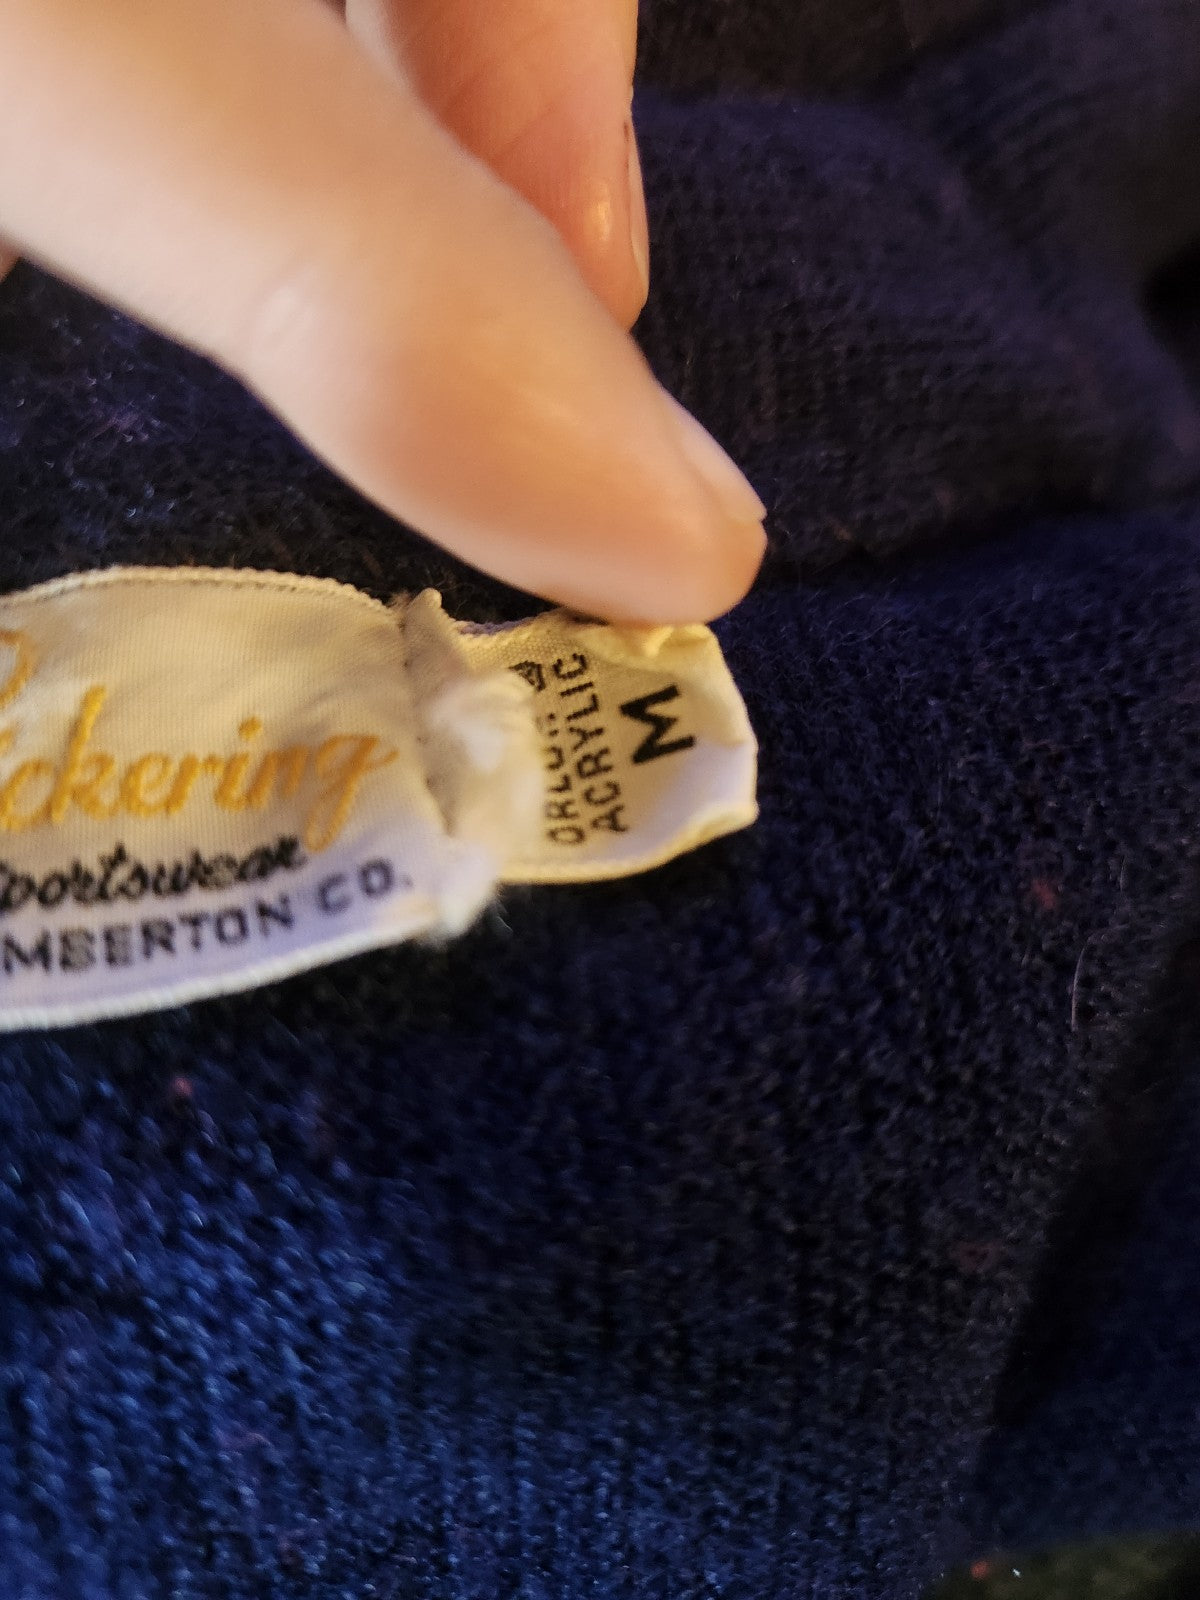 ickering
portswear
MBERTON CO.
ORLON
ACRYLIC
M